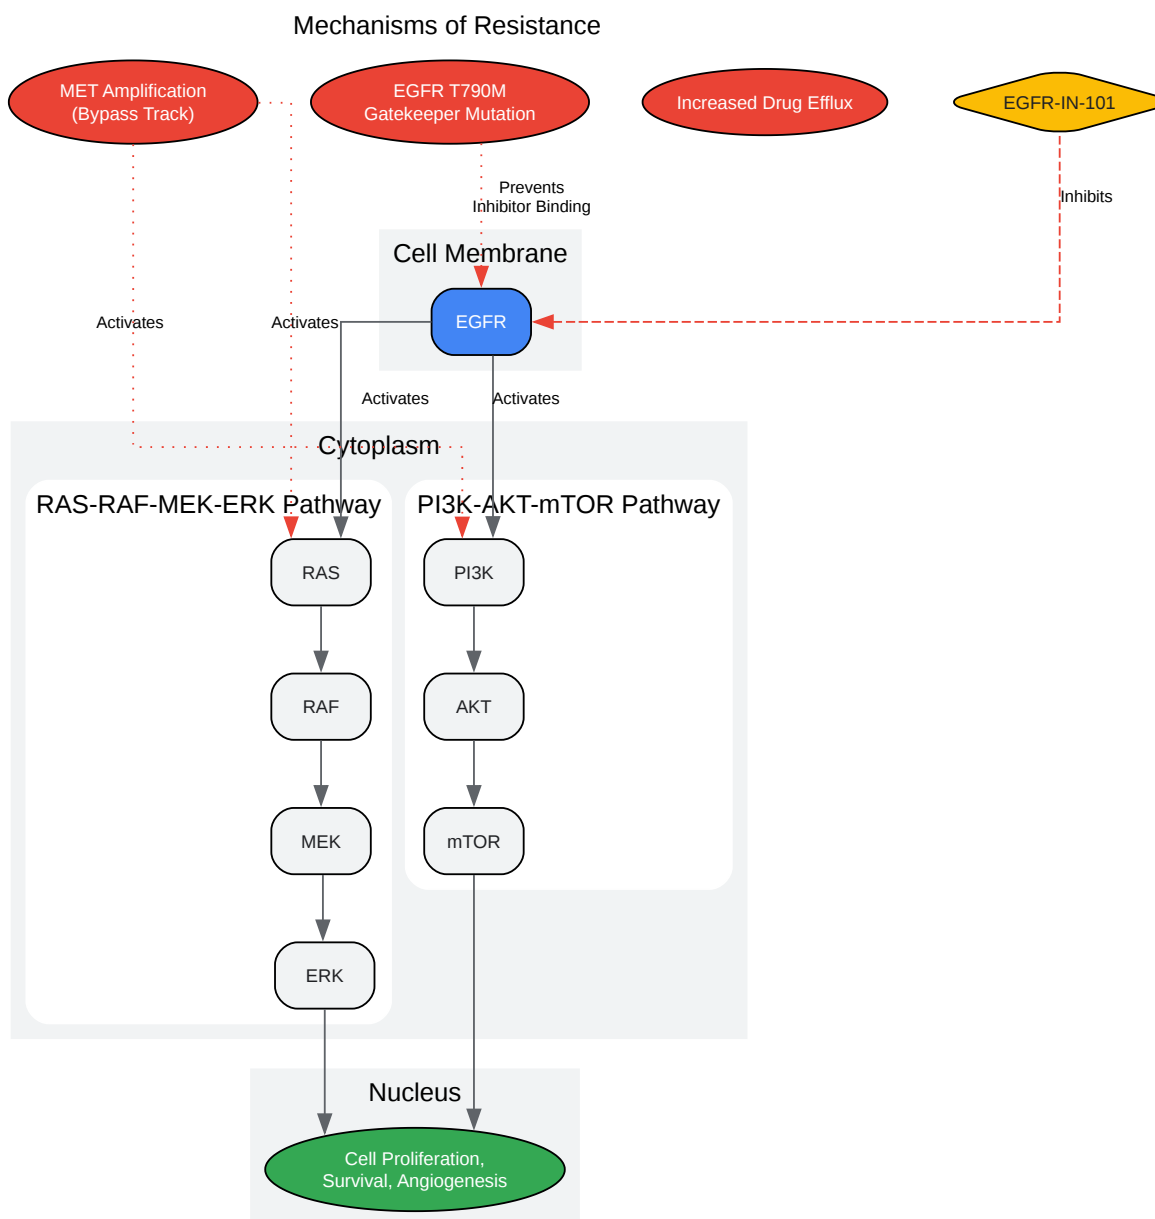 Mechanisms of Resistance
MET Amplification
(Bypass Track)
EGFR T790M
Gatekeeper Mutation
Increased Drug Efflux
EGFR-IN-101
Prevents
Inhibitor Binding
Inhibits
Cell Membrane
Activates
Activates
EGFR
Activates
Activates
Cytoplasm
RAS-RAF-MEK-ERK Pathway
PI3K-AKT-mTOR Pathway
RAS
PI3K
RAF
AKT
MEK
mTOR
ERK
Nucleus
Cell Proliferation,
Survival, Angiogenesis